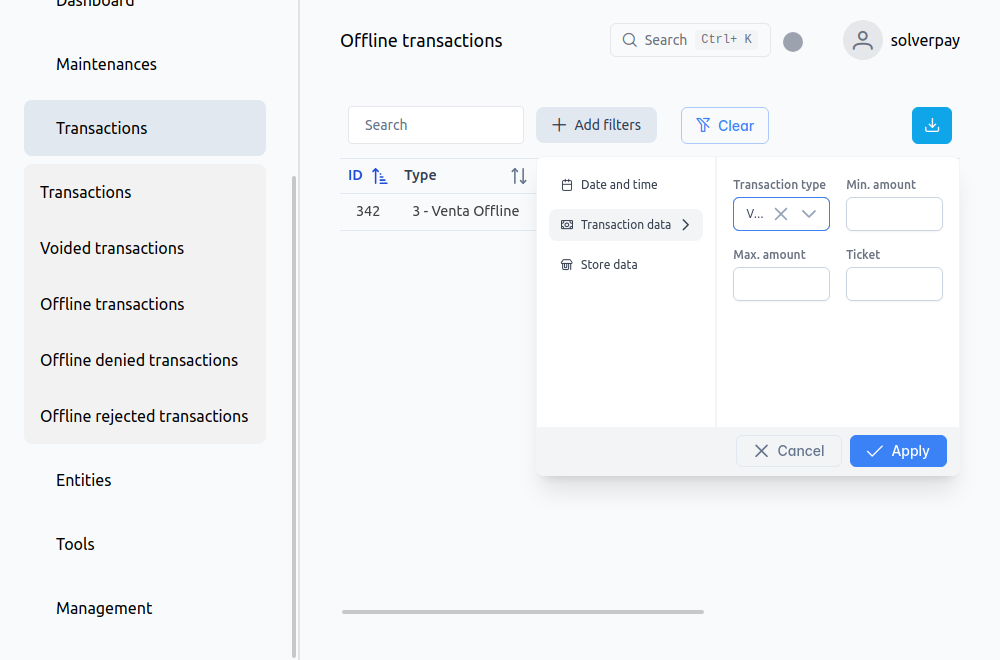 Dashboard
Maintenances
Transactions
Transactions
Voided transactions
Offline transactions
Offline denied transactions
Offline rejected transactions
Entities
Tools
Management
Offline transactions
Search Ctrl+ K
solverpay
Search
Add filters
Clear
ID Type
342 3 - Venta Offline
Date and time
Transaction data
Store data
Transaction type Min. amount
V...
Max. amount Ticket
Cancel Apply